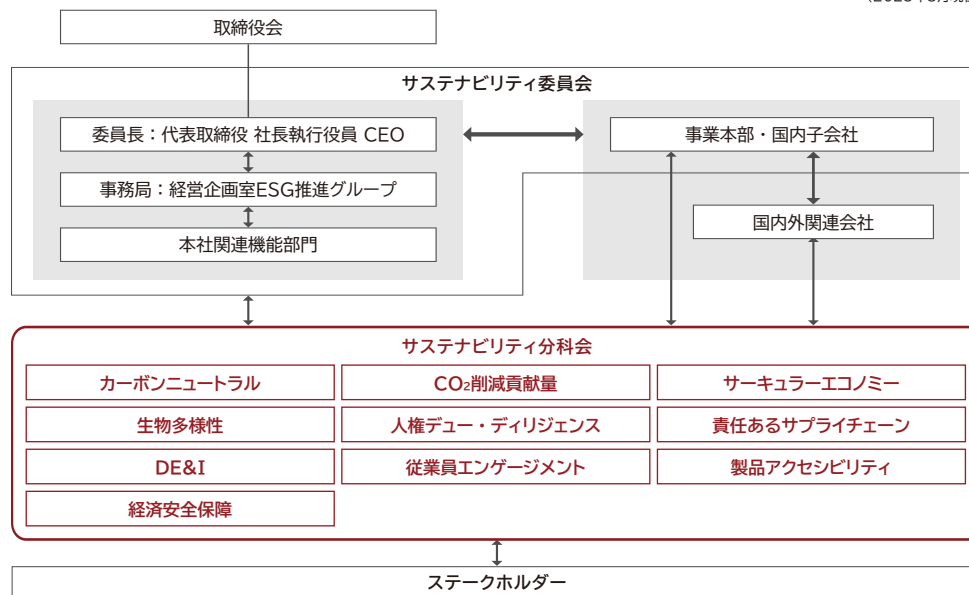 取締役会
サステナビリティ委員会
委員長：代表取締役 社長執行役員 CEO
事務局：経営企画室ESG推進グループ
本社関連機能部門
事業本部・国内子会社
国内外関連会社
サステナビリティ分科会
カーボンニュートラル
CO₂削減貢献量
サーキュラーエコノミー
生物多様性
人権デュー・ディリジェンス
責任あるサプライチェーン
DE&I
従業員エンゲージメント
製品アクセシビリティ
経済安全保障
ステークホルダー